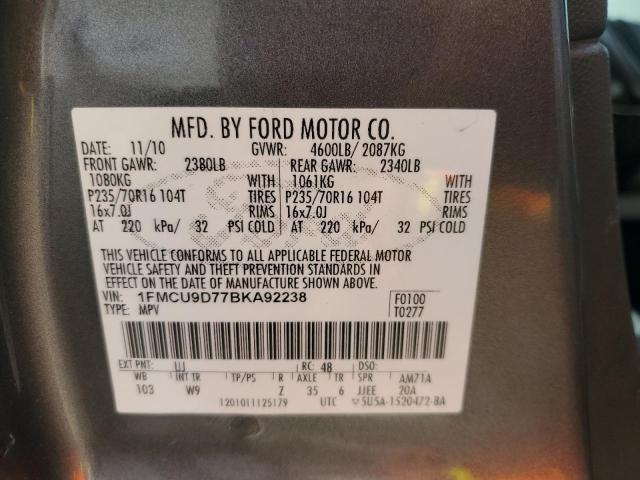 MFD. BY FORD MOTOR CO.
DATE: 11/10 GVWR: 4600LB/ 2087KG
FRONT GAWR: 2380LB REAR GAWR: 2340LB
1080KG WITH 1061KG WITH
P235/70R16 104T TIRES P235/70R16 104T TIRES
16x7.0J RIMS 16x7.0J RIMS
AT 220 kPa/ 32 PSI COLD AT 220 kPa/ 32 PSI COLD
THIS VEHICLE CONFORMS TO ALL APPLICABLE FEDERAL MOTOR
VEHICLE SAFETY AND THEFT PREVENTION STANDARDS
IN EFFECT ON THE DATE OF MANUFACTURE SHOWN ABOVE.
VIN: 1FMCU9D77BKA92238 F0100
TYPE: MPV T0277
EXT PNT: UJ RC: 48 DSO:
WB INT TR TP/PS R AXLE TR SPR AM71A
103 W9 Z 35 6 JJEE 20A
1201011125179 UTC ▽5U5A-1520472-BA